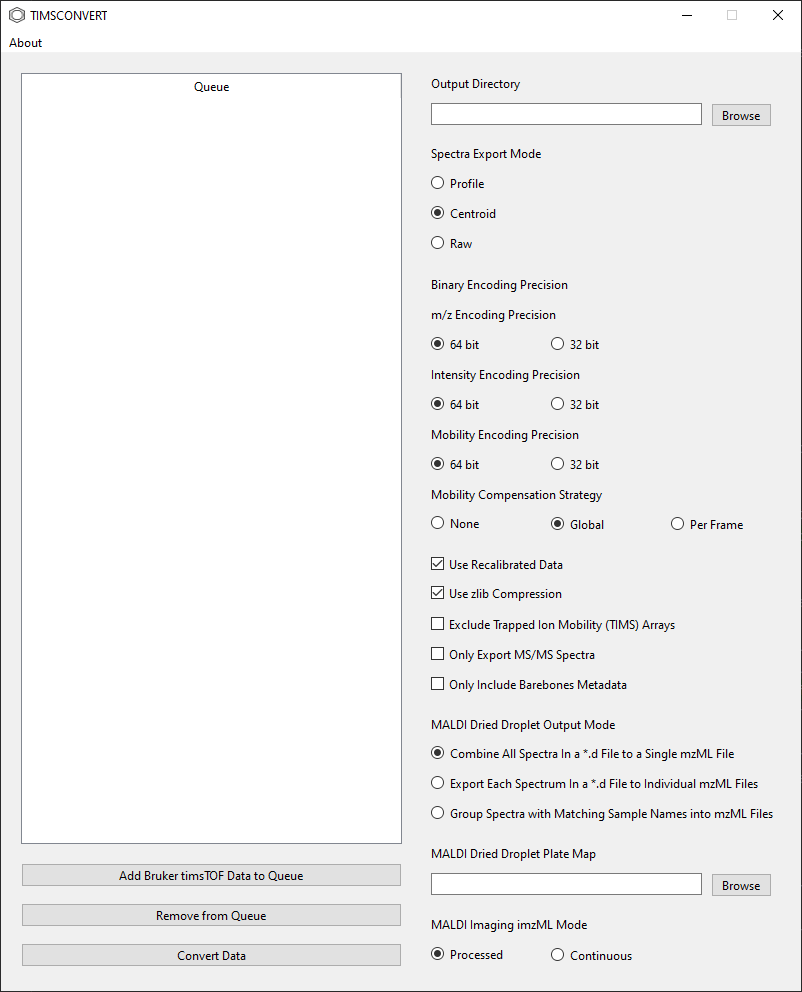 TIMSCONVERT
About
Queue
Add Bruker timsTOF Data to Queue
Remove from Queue
Convert Data
Output Directory
Browse
Spectra Export Mode
Profile
Centroid
Raw
Binary Encoding Precision
m/z Encoding Precision
64 bit 32 bit
Intensity Encoding Precision
64 bit 32 bit
Mobility Encoding Precision
64 bit 32 bit
Mobility Compensation Strategy
None Global Per Frame
Use Recalibrated Data
Use zlib Compression
Exclude Trapped Ion Mobility (TIMS) Arrays
Only Export MS/MS Spectra
Only Include Barebones Metadata
MALDI Dried Droplet Output Mode
Combine All Spectra In a *.d File to a Single mzML File
Export Each Spectrum In a *.d File to Individual mzML Files
Group Spectra with Matching Sample Names into mzML Files
MALDI Dried Droplet Plate Map
Browse
MALDI Imaging imzML Mode
Processed Continuous